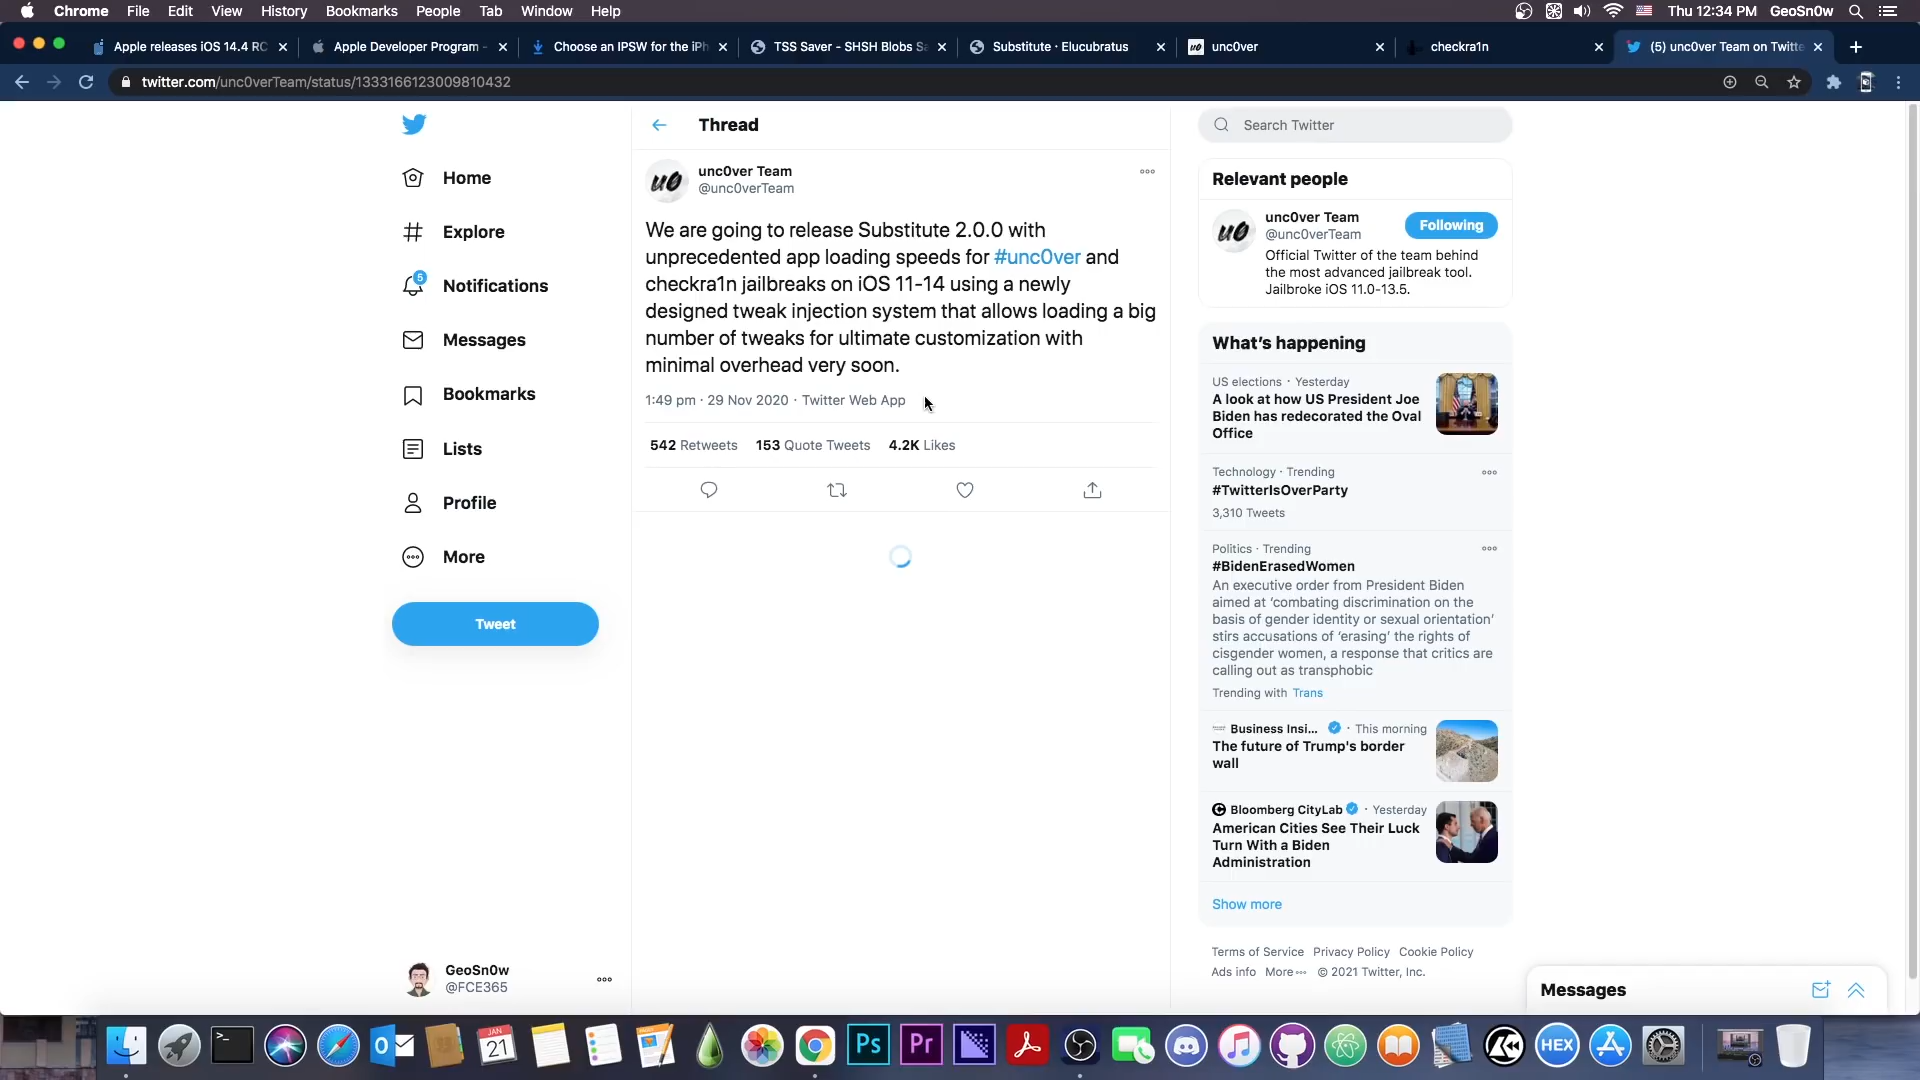 Chrome File Edit View History Bookmarks People Tab Window Help Thu 12:34 PM GeoSn0w
Apple releases iOS 14.4 RC Apple Developer Program - Choose an IPSW for the iPh TSS Saver - SHSH Blobs Sa Substitute · Elucubratus unc0ver checkra1n (5) unc0ver Team on Twitte
twitter.com/unc0verTeam/status/1333166123009810432
Thread
Search Twitter
Home
Explore
5
Notifications
Messages
Bookmarks
Lists
Profile
More
Tweet
GeoSn0w
@FCE365
u0
unc0ver Team
@unc0verTeam
We are going to release Substitute 2.0.0 with
unprecedented app loading speeds for #unc0ver and
checkra1n jailbreaks on iOS 11-14 using a newly
designed tweak injection system that allows loading a big
number of tweaks for ultimate customization with
minimal overhead very soon.
1:49 pm · 29 Nov 2020 · Twitter Web App
542 Retweets 153 Quote Tweets 4.2K Likes
Relevant people
u0
unc0ver Team
@unc0verTeam
Following
Official Twitter of the team behind
the most advanced jailbreak tool.
Jailbroke iOS 11.0-13.5.
What's happening
US elections · Yesterday
A look at how US President Joe
Biden has redecorated the Oval
Office
Technology · Trending
#TwitterIsOverParty
3,310 Tweets
Politics · Trending
#BidenErasedWomen
An executive order from President Biden
aimed at ‘combating discrimination on the
basis of gender identity or sexual orientation’
stirs accusations of ‘erasing’ the rights of
cisgender women, a response that critics are
calling out as transphobic
Trending with Trans
Business Insi... · This morning
The future of Trump's border
wall
Bloomberg CityLab · Yesterday
American Cities See Their Luck
Turn With a Biden
Administration
Show more
Terms of Service Privacy Policy Cookie Policy
Ads info More © 2021 Twitter, Inc.
Messages
JAN
21
Ps
Pr
HEX